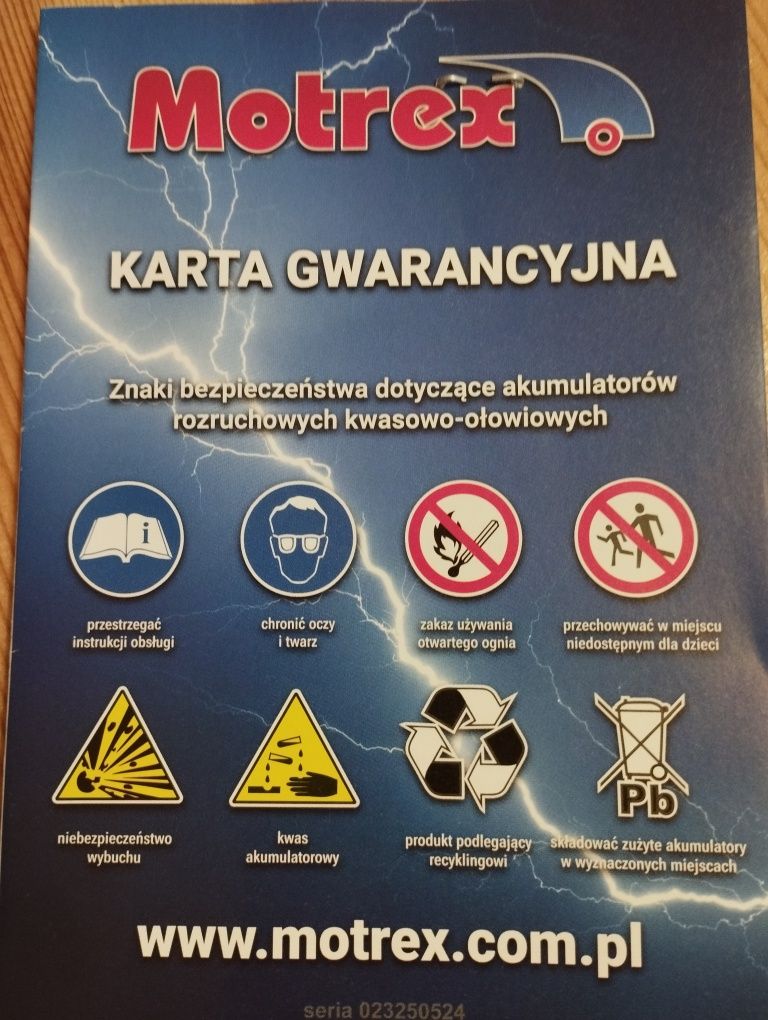 Motrex
KARTA GWARANCYJNA
Znaki bezpieczeństwa dotyczące akumulatorów
rozruchowych kwasowo-ołowiowych
i
przestrzegać
instrukcji obsługi
chronić oczy
i twarz
zakaz używania
otwartego ognia
przechowywać w miejscu
niedostępnym dla dzieci
niebezpieczeństwo
wybuchu
kwas
akumulatorowy
produkt podlegający
recyklingowi
Pb
składować zużyte akumulatory
w wyznaczonych miejscach
www.motrex.com.pl
seria 023250524